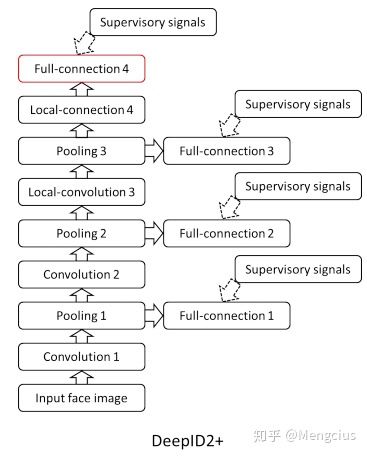 Supervisory signals
Full-connection 4
Local-connection 4
Supervisory signals
Pooling 3
Full-connection 3
Local-convolution 3
Supervisory signals
Pooling 2
Full-connection 2
Convolution 2
Supervisory signals
Pooling 1
Full-connection 1
Convolution 1
Input face image
DeepID2+
知乎 @Mengcius